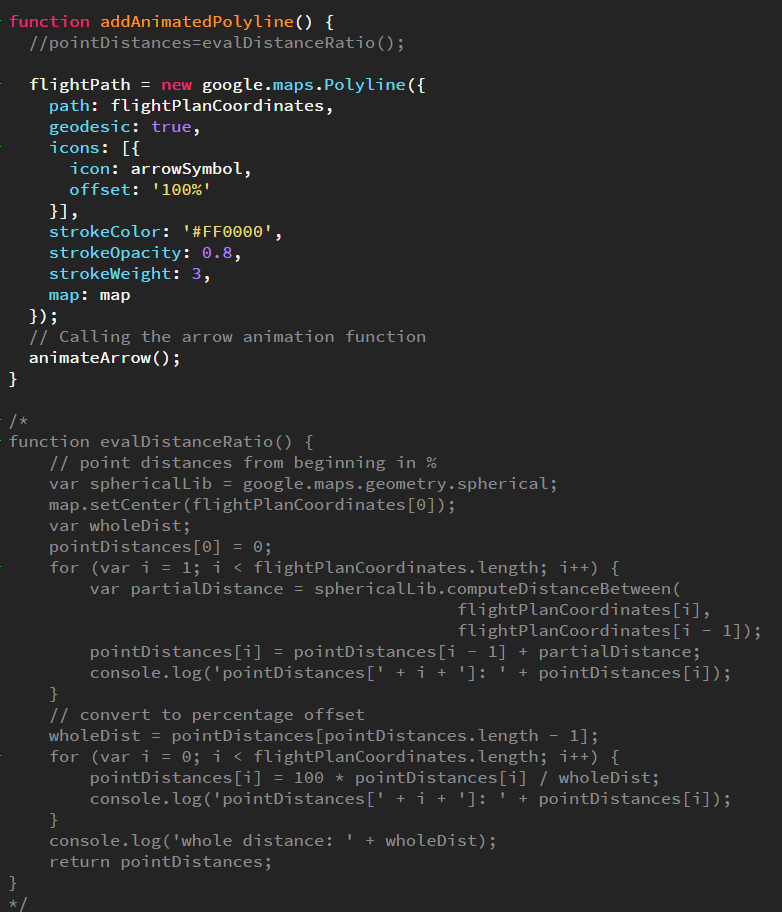 function addAnimatedPolyline() {
  //pointDistances=evalDistanceRatio();

  flightPath = new google.maps.Polyline({
    path: flightPlanCoordinates,
    geodesic: true,
    icons: [{
      icon: arrowSymbol,
      offset: '100%'
    }],
    strokeColor: '#FF0000',
    strokeOpacity: 0.8,
    strokeWeight: 3,
    map: map
  });
  // Calling the arrow animation function
  animateArrow();
}

/*
function evalDistanceRatio() {
    // point distances from beginning in %
    var sphericalLib = google.maps.geometry.spherical;
    map.setCenter(flightPlanCoordinates[0]);
    var wholeDist;
    pointDistances[0] = 0;
    for (var i = 1; i < flightPlanCoordinates.length; i++) {
        var partialDistance = sphericalLib.computeDistanceBetween(
                                            flightPlanCoordinates[i],
                                            flightPlanCoordinates[i - 1]);
        pointDistances[i] = pointDistances[i - 1] + partialDistance;
        console.log('pointDistances[' + i + ']: ' + pointDistances[i]);
    }
    // convert to percentage offset
    wholeDist = pointDistances[pointDistances.length - 1];
    for (var i = 0; i < flightPlanCoordinates.length; i++) {
        pointDistances[i] = 100 * pointDistances[i] / wholeDist;
        console.log('pointDistances[' + i + ']: ' + pointDistances[i]);
    }
    console.log('whole distance: ' + wholeDist);
    return pointDistances;
}
*/